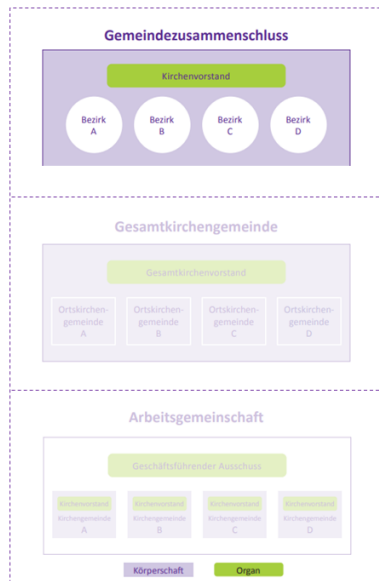 Gemeindezusammenschluss
Kirchenvorstand
Bezirk Bezirk Bezirk Bezirk
A B C D
Gesamtkirchengemeinde
Gesamtkirchenvorstand
Ortskirchen- Ortskirchen- Ortskirchen- Ortskirchen-
gemeinde gemeinde gemeinde gemeinde
A B C D
Arbeitsgemeinschaft
Geschäftsführender Ausschuss
Kirchenvorstand Kirchenvorstand Kirchenvorstand Kirchenvorstand
Kirchengemeinde Kirchengemeinde Kirchengemeinde Kirchengemeinde
A B C D
Körperschaft Organ